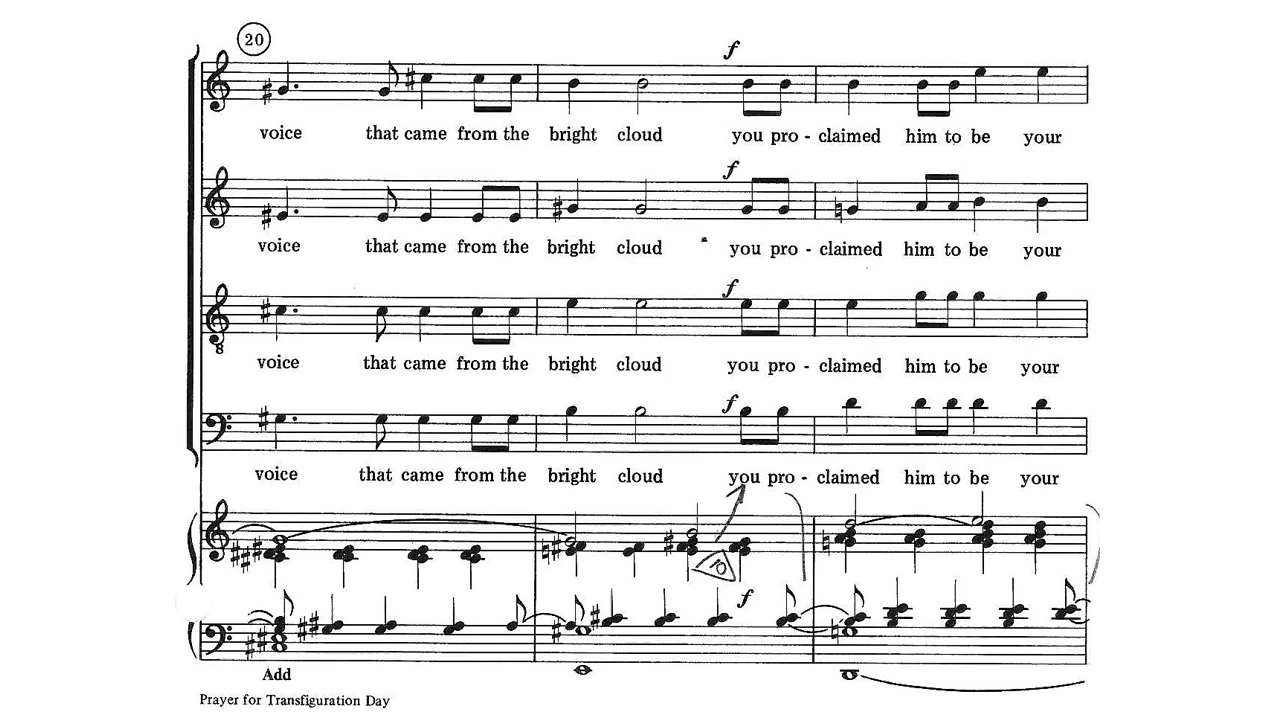 20
f
voice that came from the bright cloud you pro - claimed him to be your
f
voice that came from the bright cloud you pro - claimed him to be your
f
8
voice that came from the bright cloud you pro - claimed him to be your
f
voice that came from the bright cloud you pro - claimed him to be your
10
f
Add
Prayer for Transfiguration Day